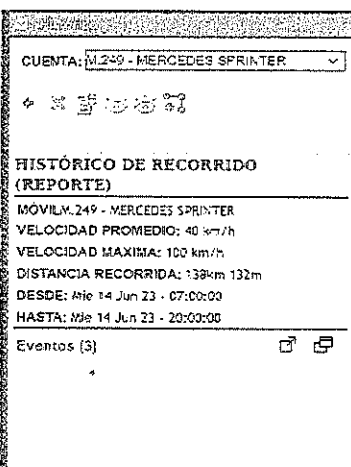 CUENTA: M.249 - MERCEDES SPRINTER
HISTÓRICO DE RECORRIDO
(REPORTE)
MÓVIL M.249 - MERCEDES SPRINTER
VELOCIDAD PROMEDIO: 40 km/h
VELOCIDAD MAXIMA: 100 km/h
DISTANCIA RECORRIDA: 138km 132m
DESDE: Mie 14 Jun 23 - 07:00:00
HASTA: Mie 14 Jun 23 - 20:00:00
Eventos (3)